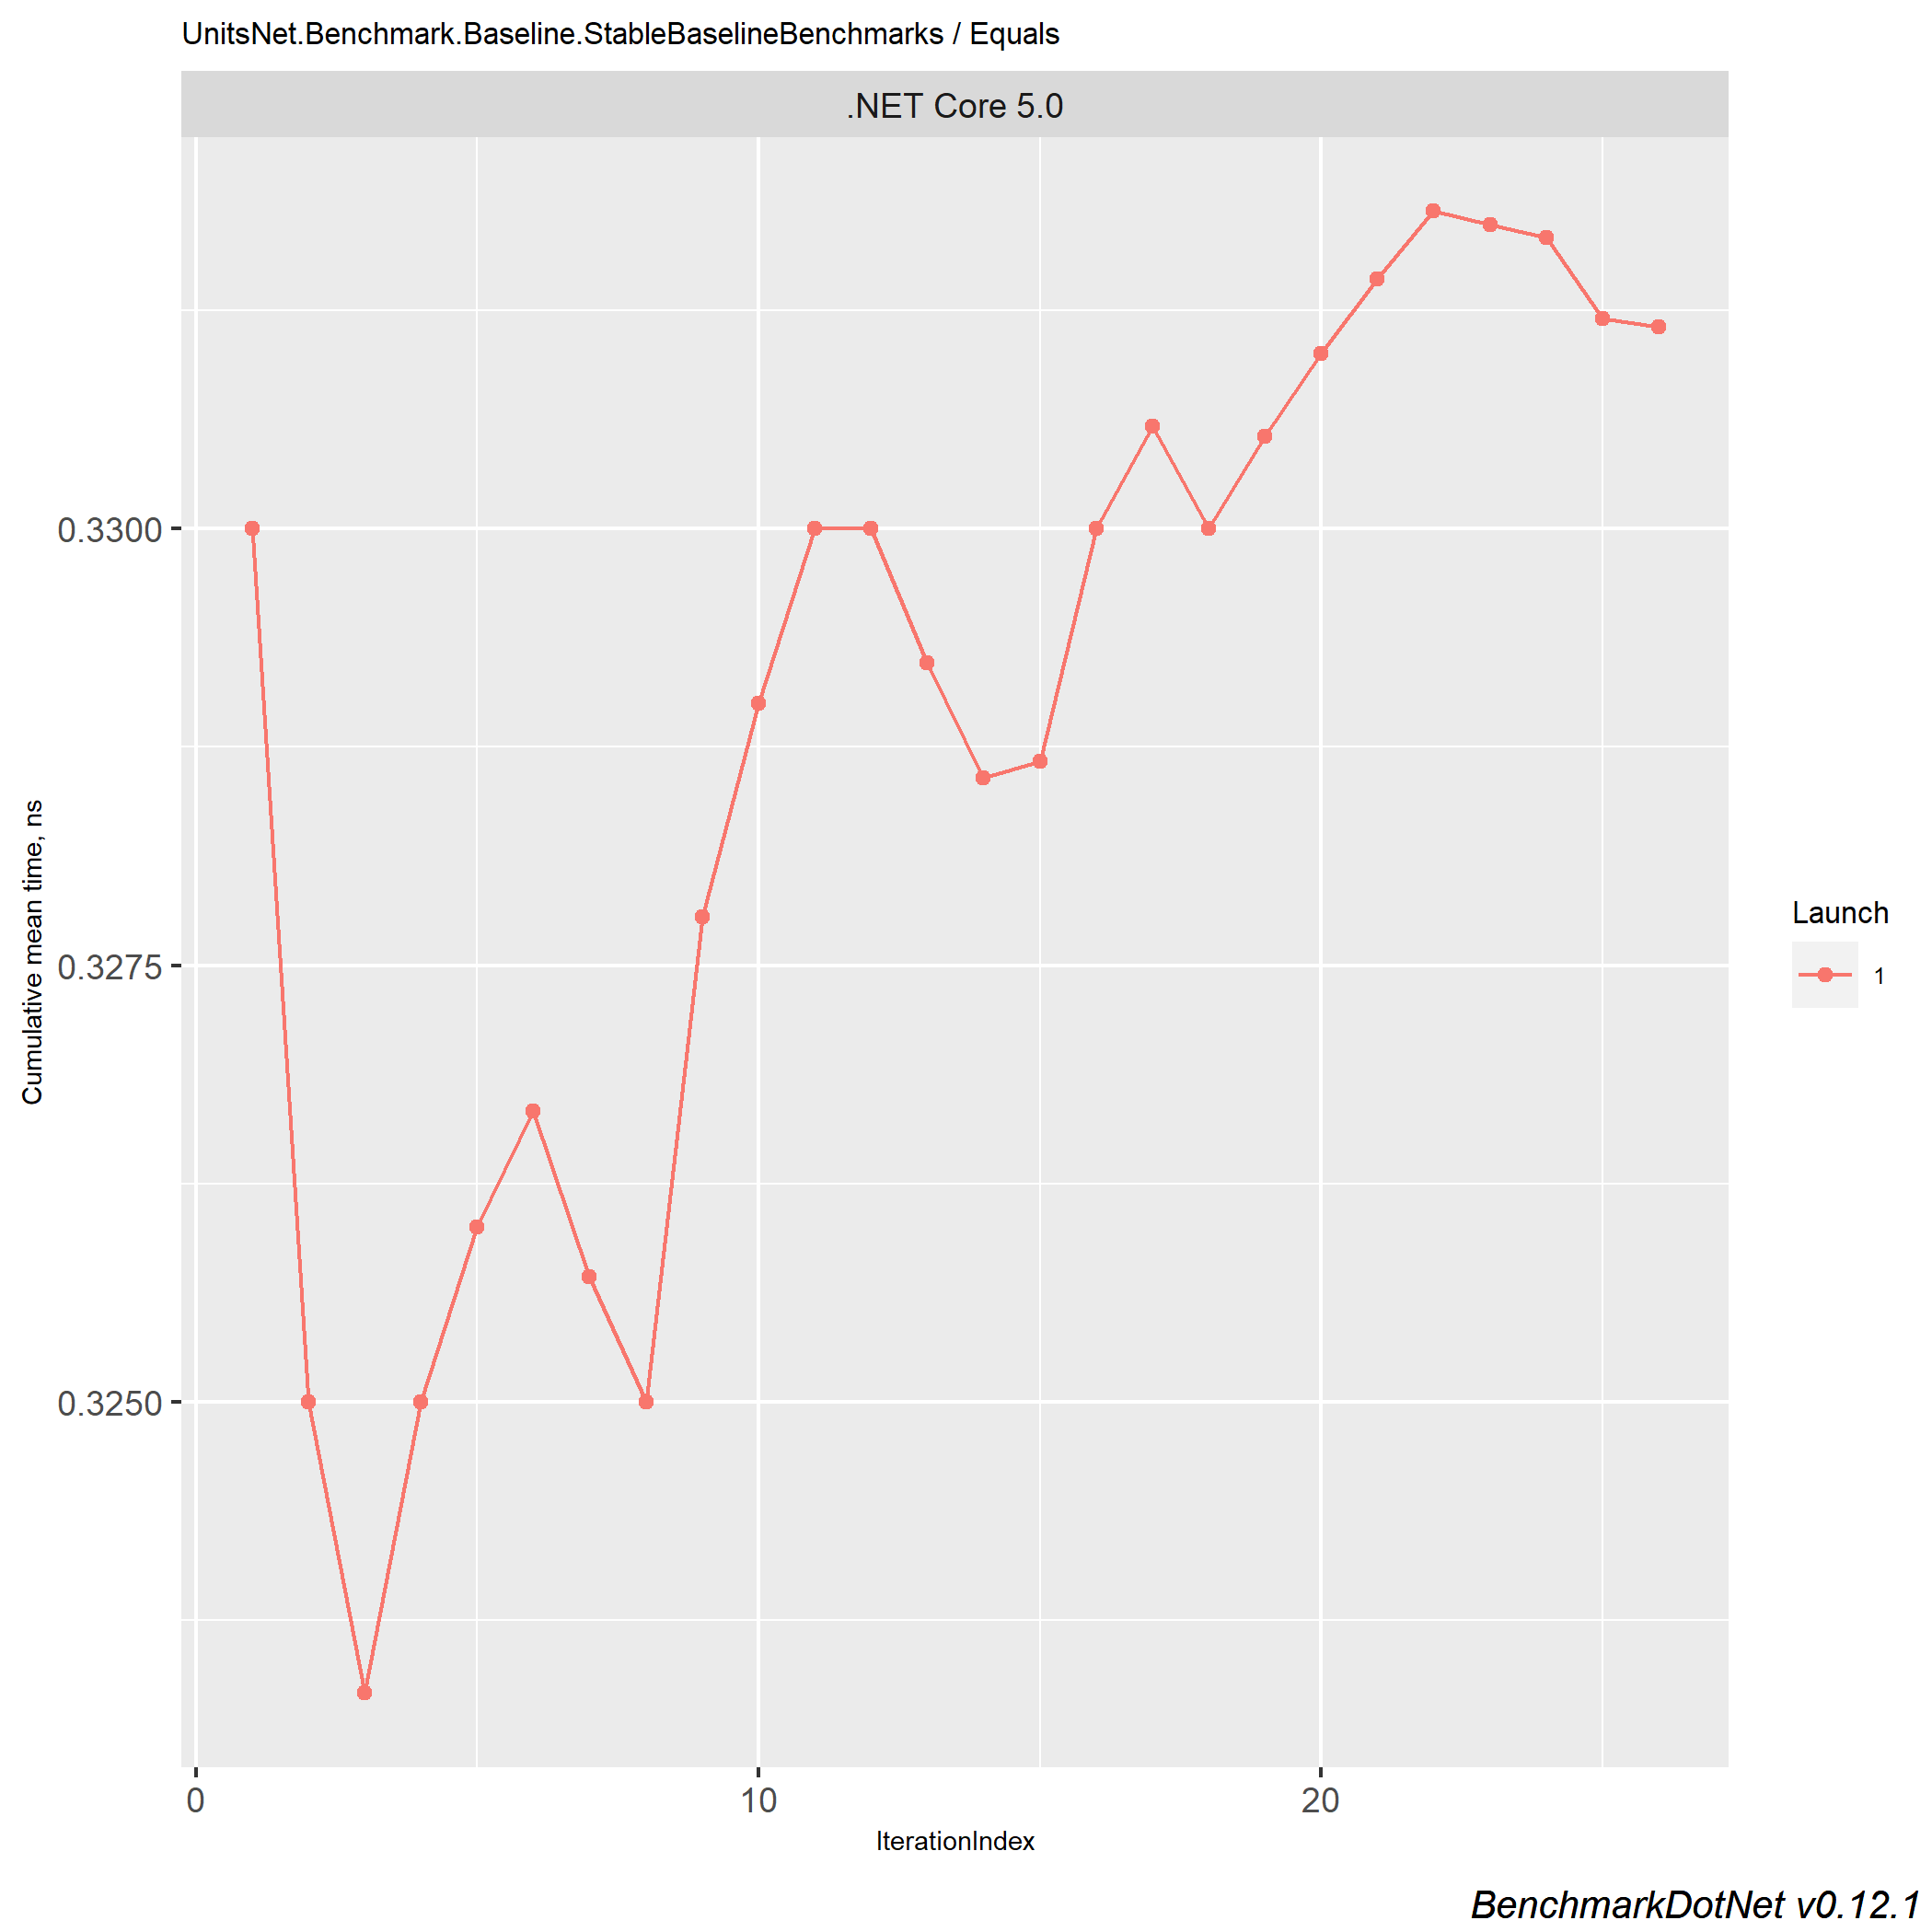 UnitsNet.Benchmark.Baseline.StableBaselineBenchmarks / Equals
.NET Core 5.0
Cumulative mean time, ns
0.3300
0.3275
0.3250
0
10
20
IterationIndex
Launch
1
BenchmarkDotNet v0.12.1